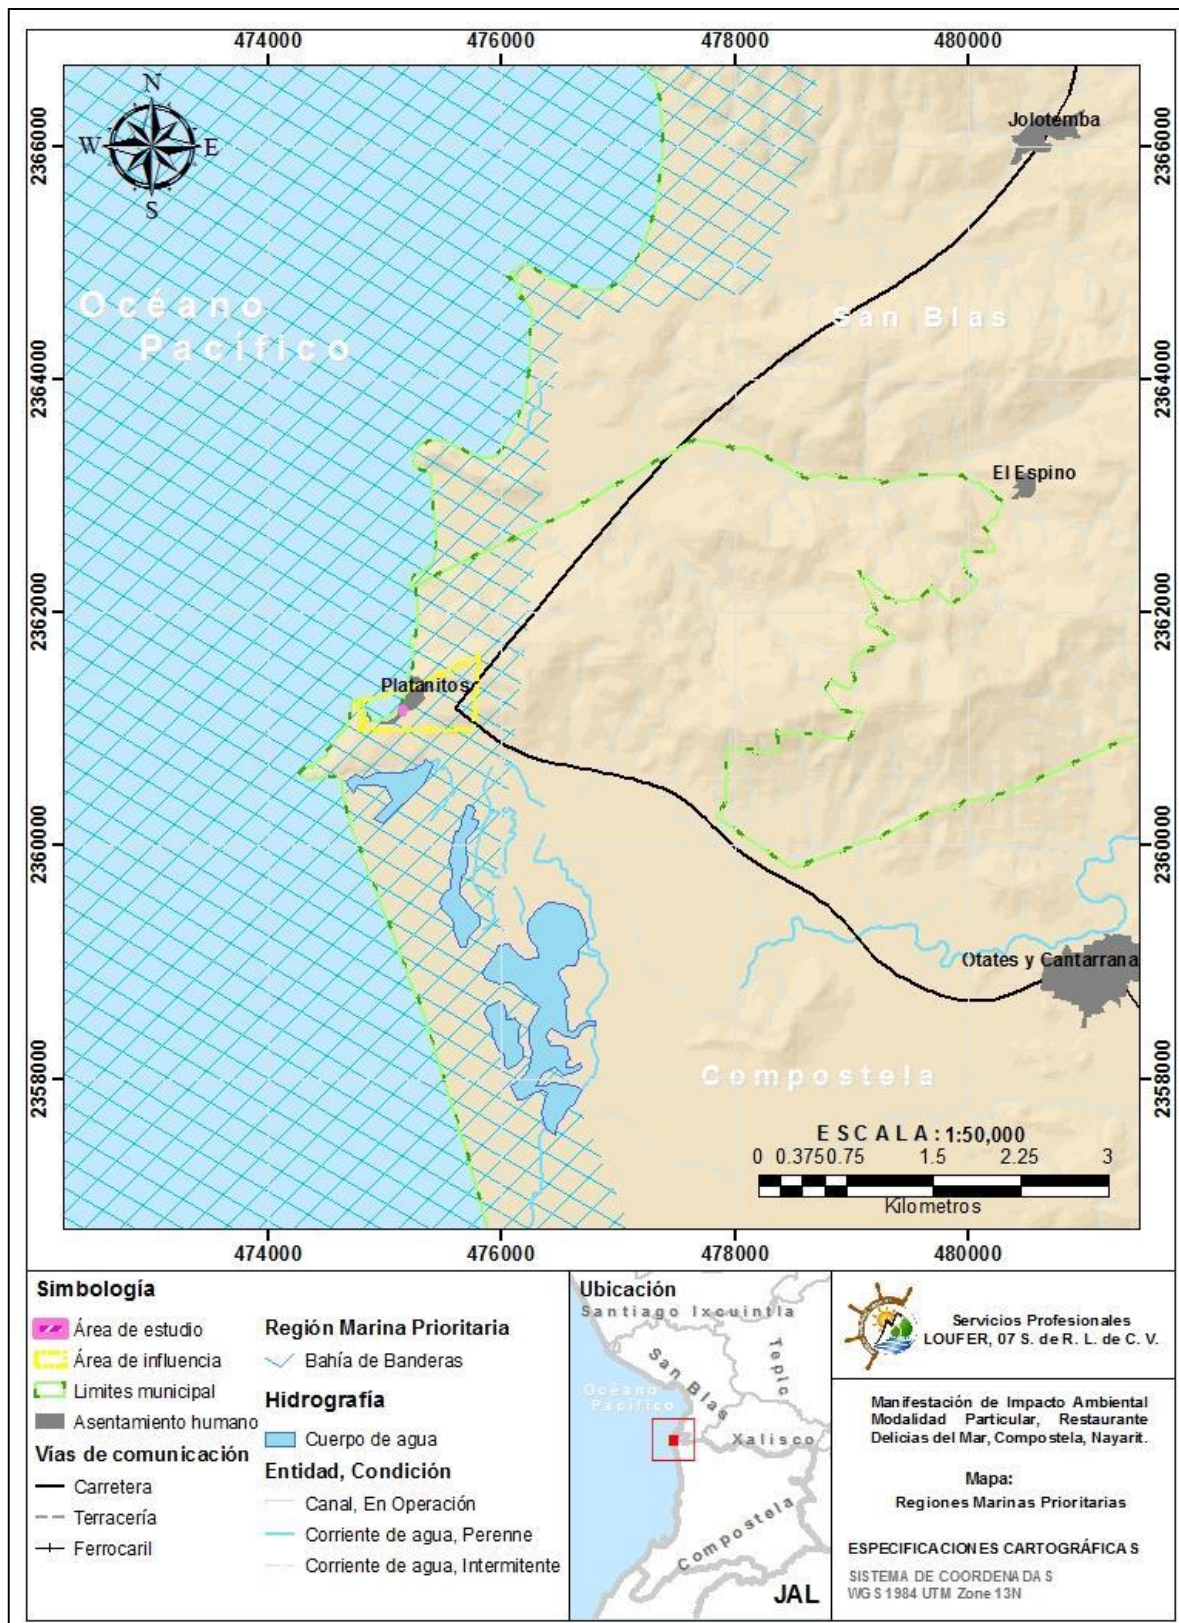 474000 476000 478000 480000
N
W E
S
2366000 2366000
Jolotemba
Océano
Pacífico
San Blas
2364000 2364000
El Espino
2362000 2362000
Platanitos
2360000 2360000
Otates y Cantarrana
Compostela
2358000 2358000
ESCALA: 1:50,000
0 0.375 0.75 1.5 2.25 3
Kilometros
474000 476000 478000 480000
Simbología
Área de estudio
Área de influencia
Limites municipal
Asentamiento humano
Vías de comunicación
Carretera
Terracería
Ferrocaril
Región Marina Prioritaria
Bahía de Banderas
Hidrografía
Cuerpo de agua
Entidad, Condición
Canal, En Operación
Corriente de agua, Perenne
Corriente de agua, Intermitente
Ubicación
Santiago Ixcuintla
San Blas
Tepic
Océano
Pacífico
Xalisco
Compostela
JAL
Servicios Profesionales
LOUFER, 07 S. de R. L. de C. V.
Manifestación de Impacto Ambiental
Modalidad Particular, Restaurante
Delicias del Mar, Compostela, Nayarit.
Mapa:
Regiones Marinas Prioritarias
ESPECIFICACIONES CARTOGRÁFICAS
SISTEMA DE COORDENADAS
WGS 1984 UTM Zone 13N